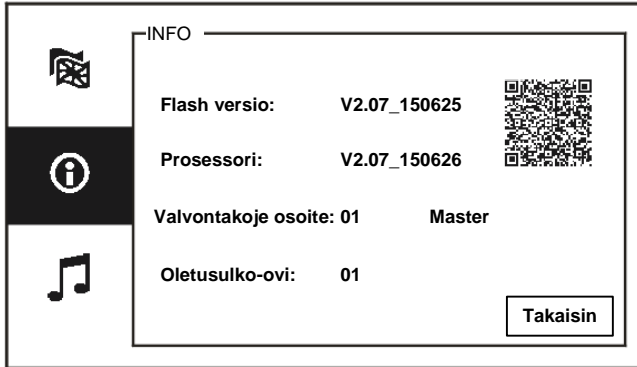 INFO
Flash versio: V2.07_150625
Prosessori: V2.07_150626
Valvontakoje osoite: 01 Master
Oletusulko-ovi: 01
Takaisin